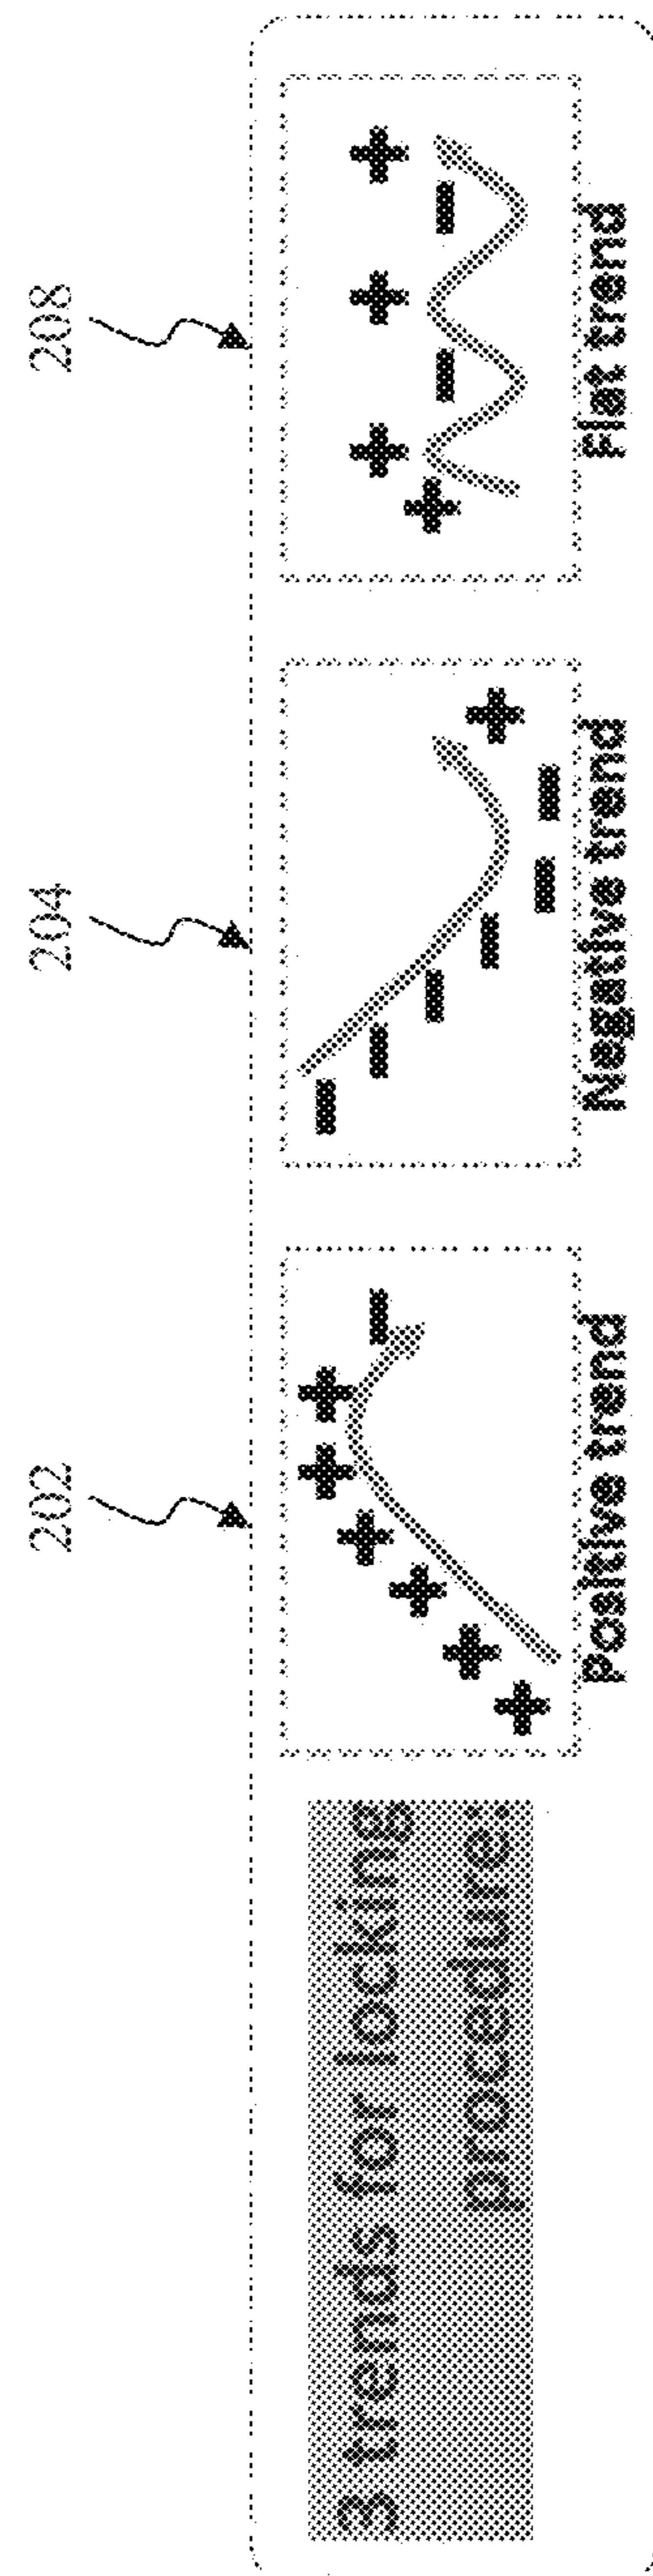 202
204
208
3 trends for locking
procedure:
Positive trend
Negative trend
Flat trend